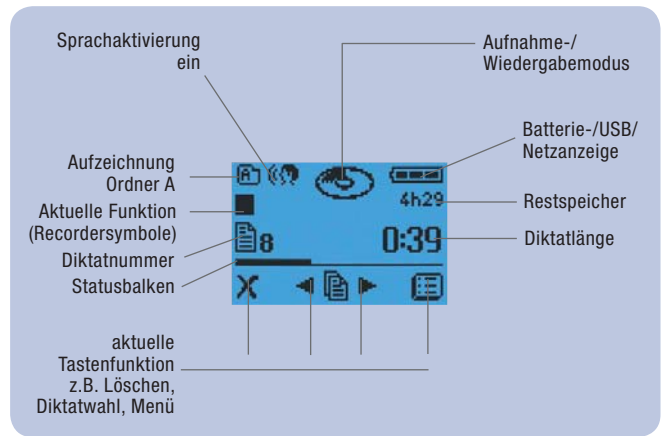 Sprachaktivierung
ein
Aufnahme-/
Wiedergabemodus
Aufzeichnung
Ordner A
Aktuelle Funktion
(Recordersymbole)
Diktatnummer
Statusbalken
A
4h29
8
0:39
X
Batterie-/USB/
Netzanzeige
Restspeicher
Diktatlänge
aktuelle
Tastenfunktion
z.B. Löschen,
Diktatwahl, Menü